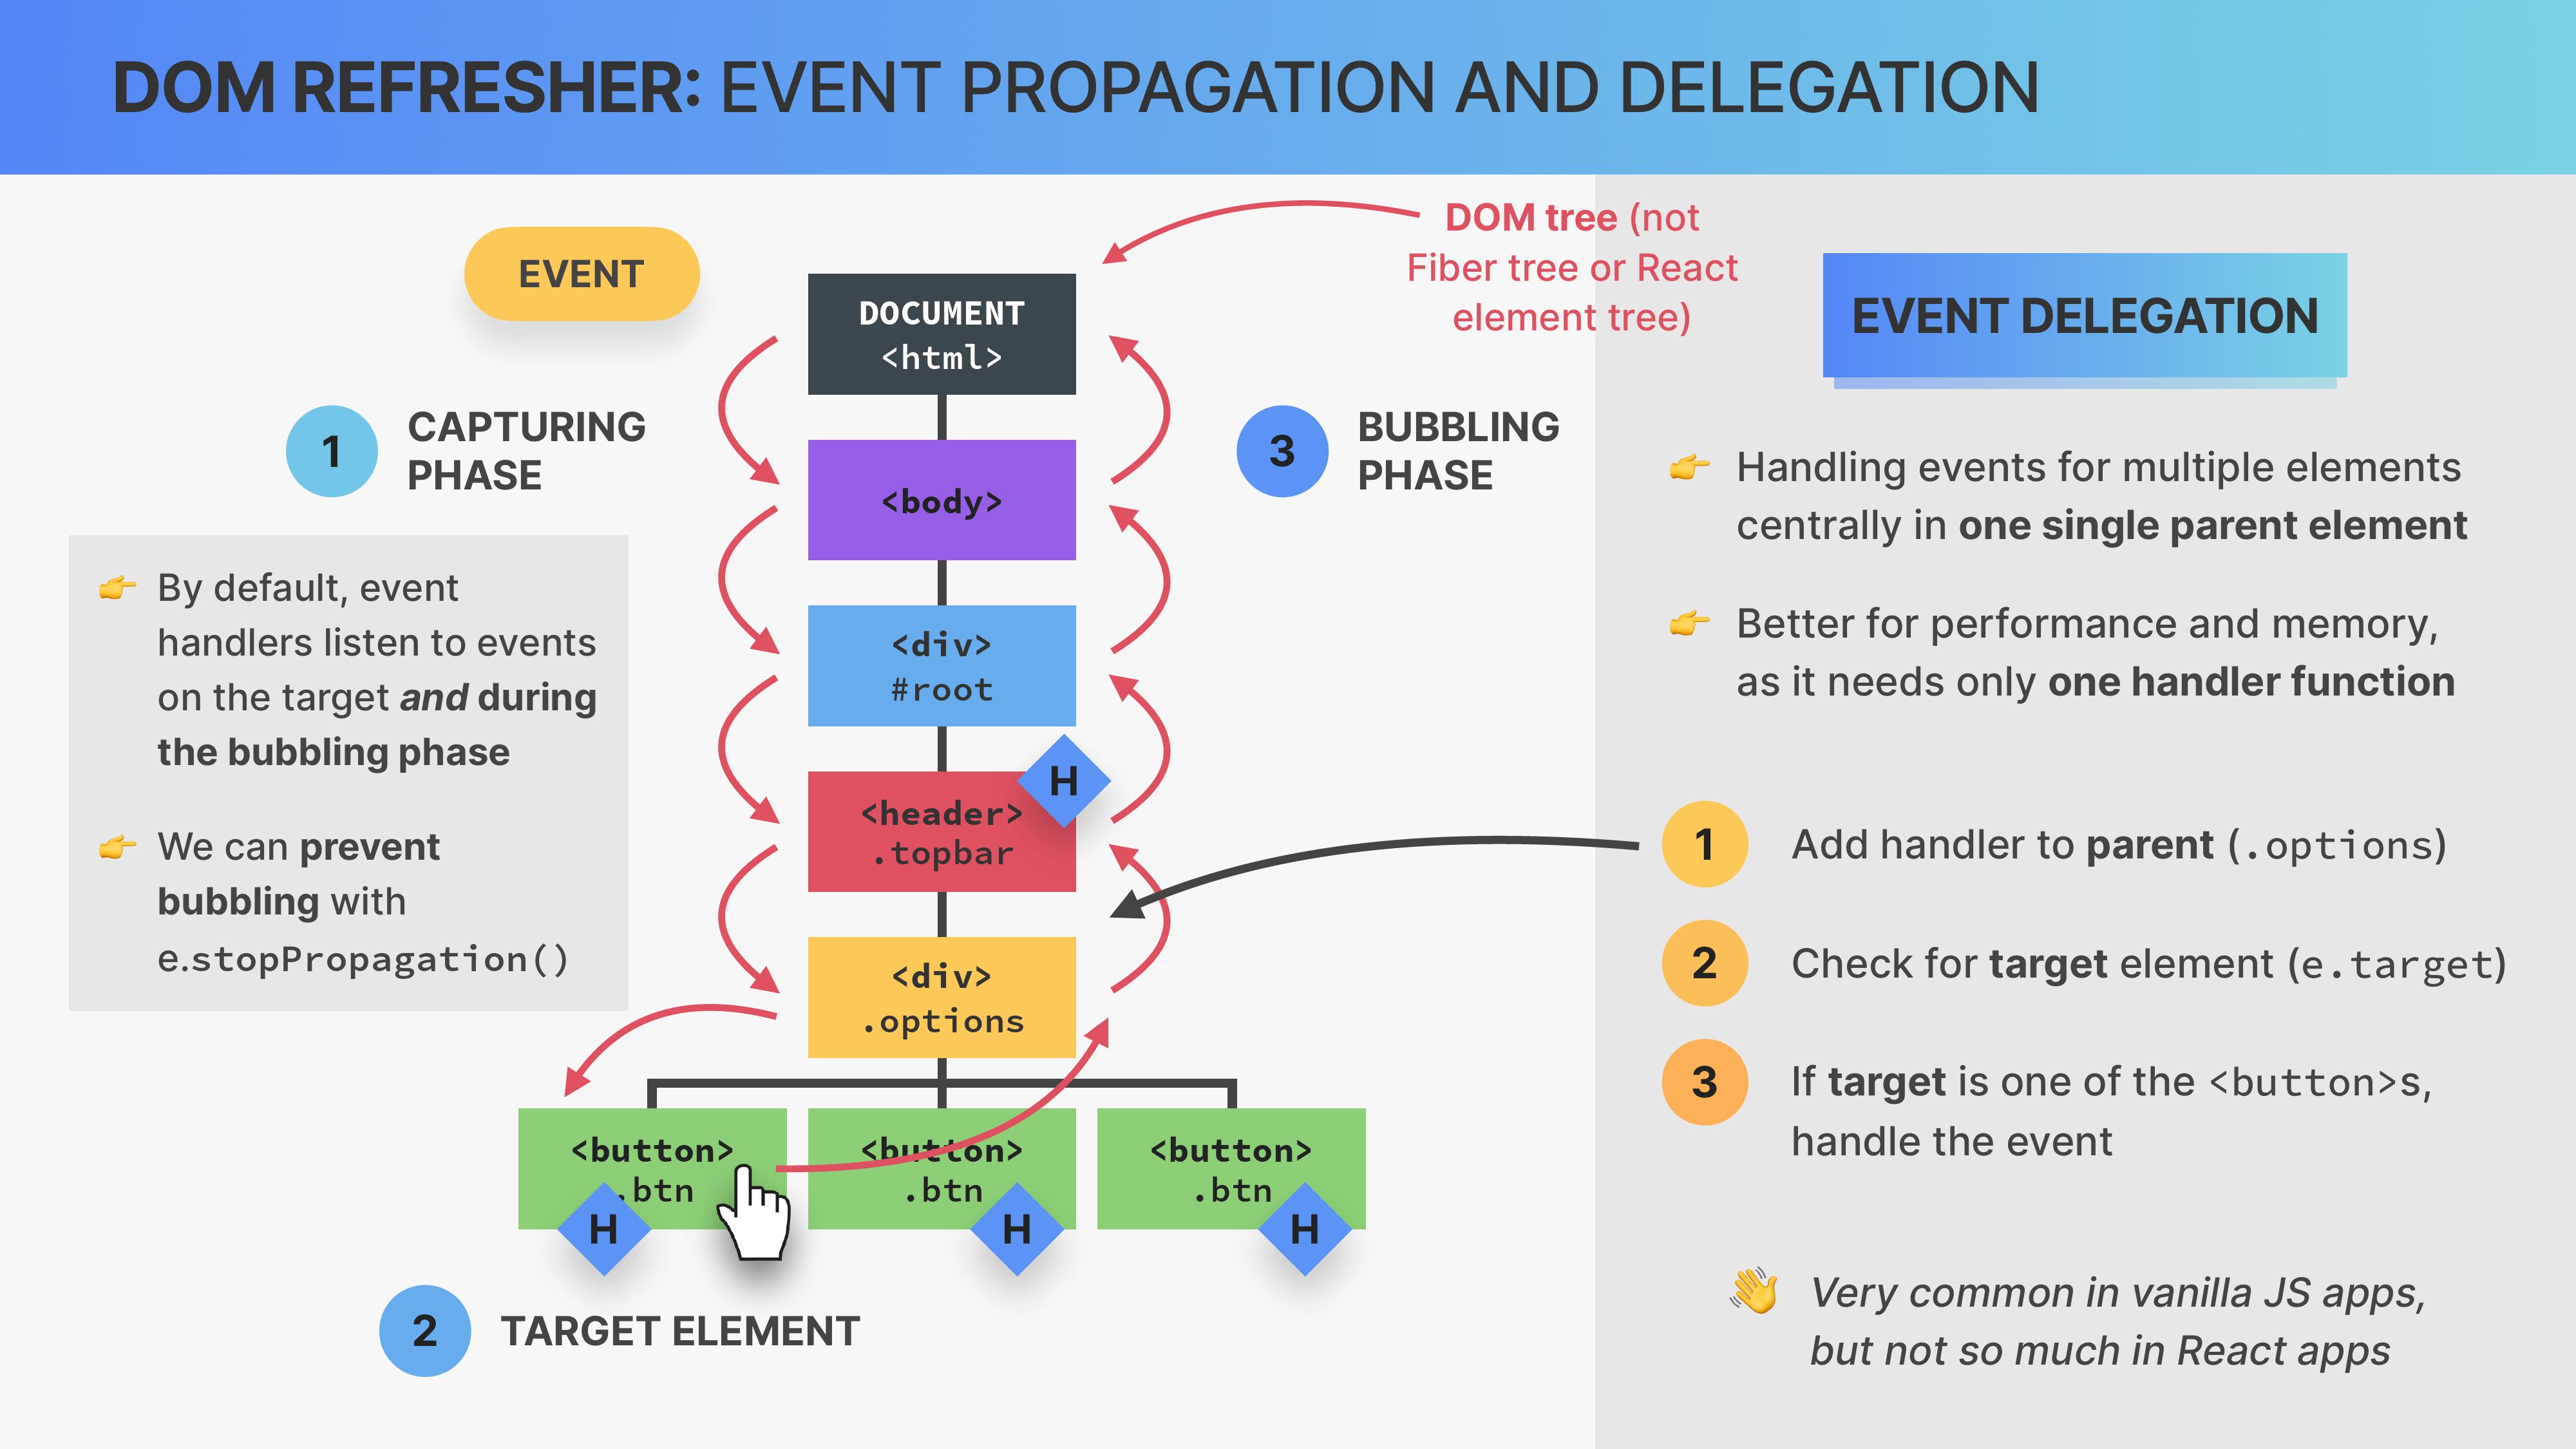 DOM REFRESHER: EVENT PROPAGATION AND DELEGATION
EVENT
DOM tree (not
Fiber tree or React
element tree)
1
CAPTURING
PHASE
By default, event
handlers listen to events
on the target and during
the bubbling phase
We can prevent
bubbling with
e.stopPropagation()
DOCUMENT
<html>
<body>
<div>
#root
<header>
.topbar
H
<div>
.options
<button>
.btn
H
<button>
.btn
H
<button>
.btn
H
2
TARGET ELEMENT
3
BUBBLING
PHASE
EVENT DELEGATION
Handling events for multiple elements
centrally in one single parent element
Better for performance and memory,
as it needs only one handler function
1
Add handler to parent (.options)
2
Check for target element (e.target)
3
If target is one of the <button>s,
handle the event
Very common in vanilla JS apps,
but not so much in React apps